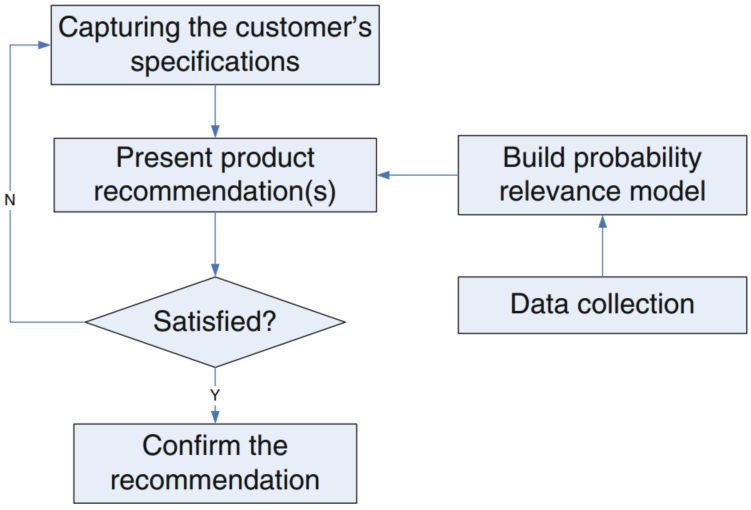 Capturing the customer's
specifications
Present product
recommendation(s)
Build probability
relevance model
N
Data collection
Satisfied?
Y
Confirm the
recommendation